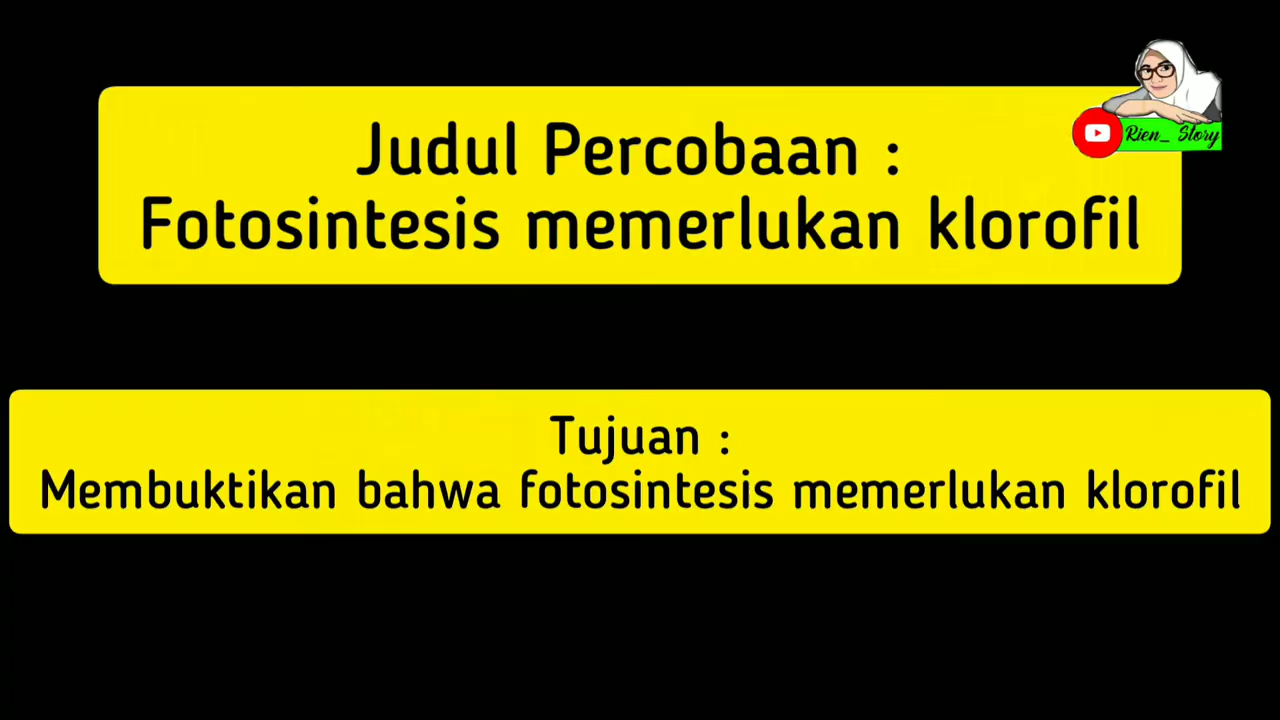 Judul Percobaan :
Fotosintesis memerlukan klorofil
Rien_ Story
Tujuan :
Membuktikan bahwa fotosintesis memerlukan klorofil